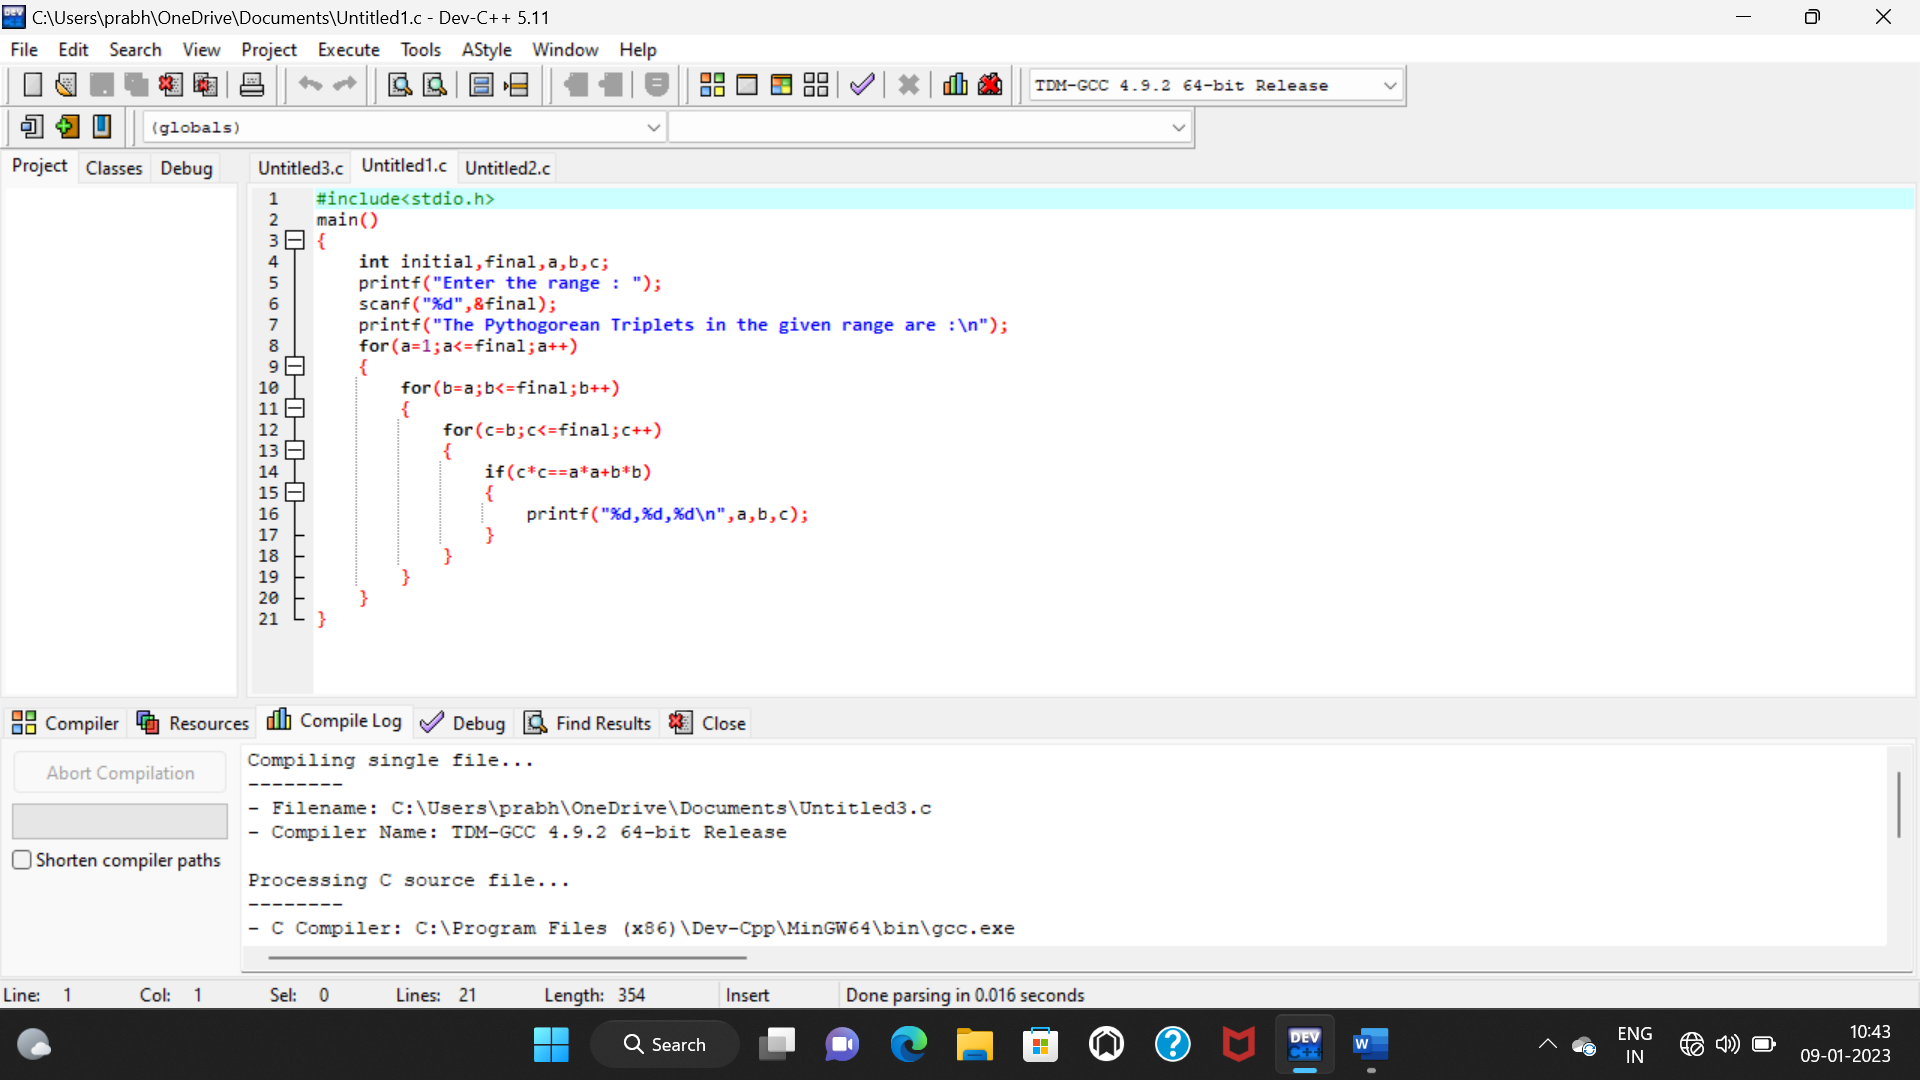 C:\Users\prabh\OneDrive\Documents\Untitled1.c - Dev-C++ 5.11
File Edit Search View Project Execute Tools AStyle Window Help
TDM-GCC 4.9.2 64-bit Release
(globals)
Project Classes Debug Untitled3.c Untitled1.c Untitled2.c
1 #include<stdio.h>
2 main()
3 {
4 int initial,final,a,b,c;
5 printf("Enter the range : ");
6 scanf("%d",&final);
7 printf("The Pythogorean Triplets in the given range are :\n");
8 for(a=1;a<=final;a++)
9 {
10 for(b=a;b<=final;b++)
11 {
12 for(c=b;c<=final;c++)
13 {
14 if(c*c==a*a+b*b)
15 {
16 printf("%d,%d,%d\n",a,b,c);
17 }
18 }
19 }
20 }
21 }
Compiler Resources Compile Log Debug Find Results Close
Abort Compilation
Shorten compiler paths
Compiling single file...
--------
- Filename: C:\Users\prabh\OneDrive\Documents\Untitled3.c
- Compiler Name: TDM-GCC 4.9.2 64-bit Release
Processing C source file...
--------
- C Compiler: C:\Program Files (x86)\Dev-Cpp\MinGW64\bin\gcc.exe
Line: 1 Col: 1 Sel: 0 Lines: 21 Length: 354 Insert Done parsing in 0.016 seconds
Search
DEV
C++
W
ENG
IN
10:43
09-01-2023